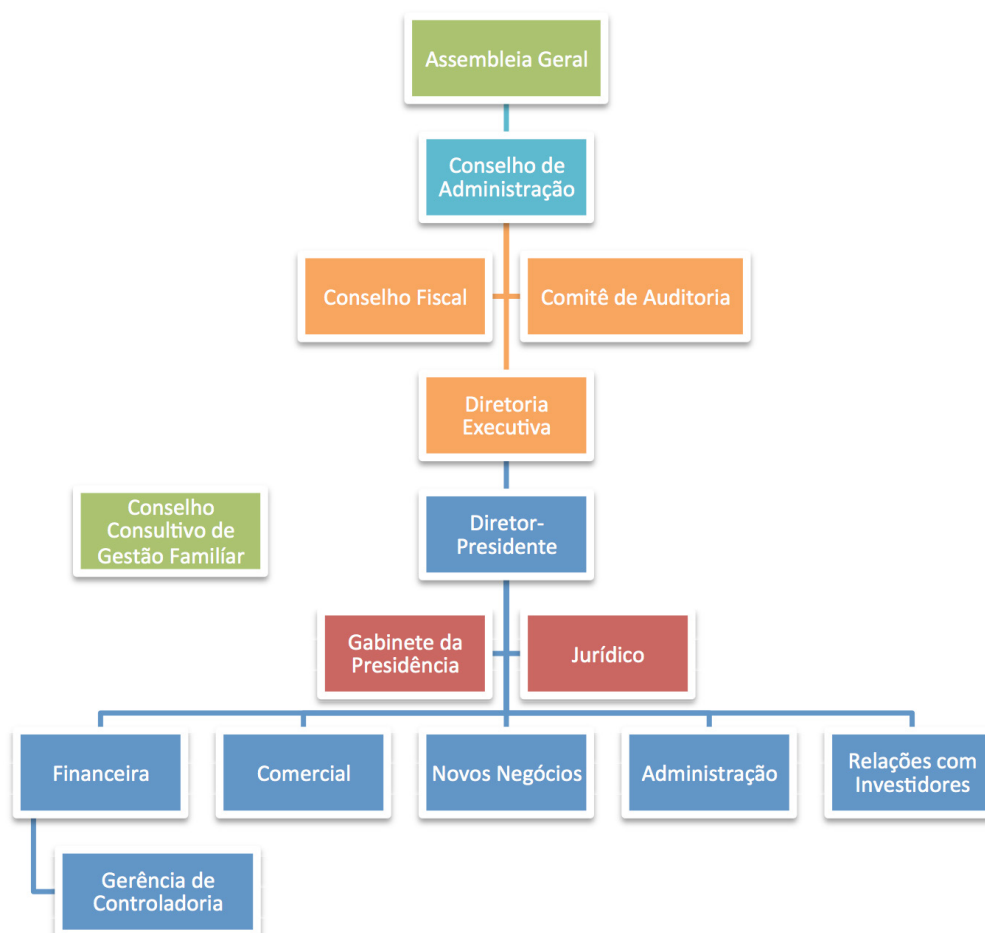 Assembleia Geral
Conselho de
Administração
Conselho Fiscal
Comitê de Auditoria
Diretoria
Executiva
Conselho
Consultivo de
Gestão Famílíar
Diretor-
Presidente
Gabinete da
Presidência
Jurídico
Financeira
Comercial
Novos Negócios
Administração
Relações com
Investidores
Gerência de
Controladoria